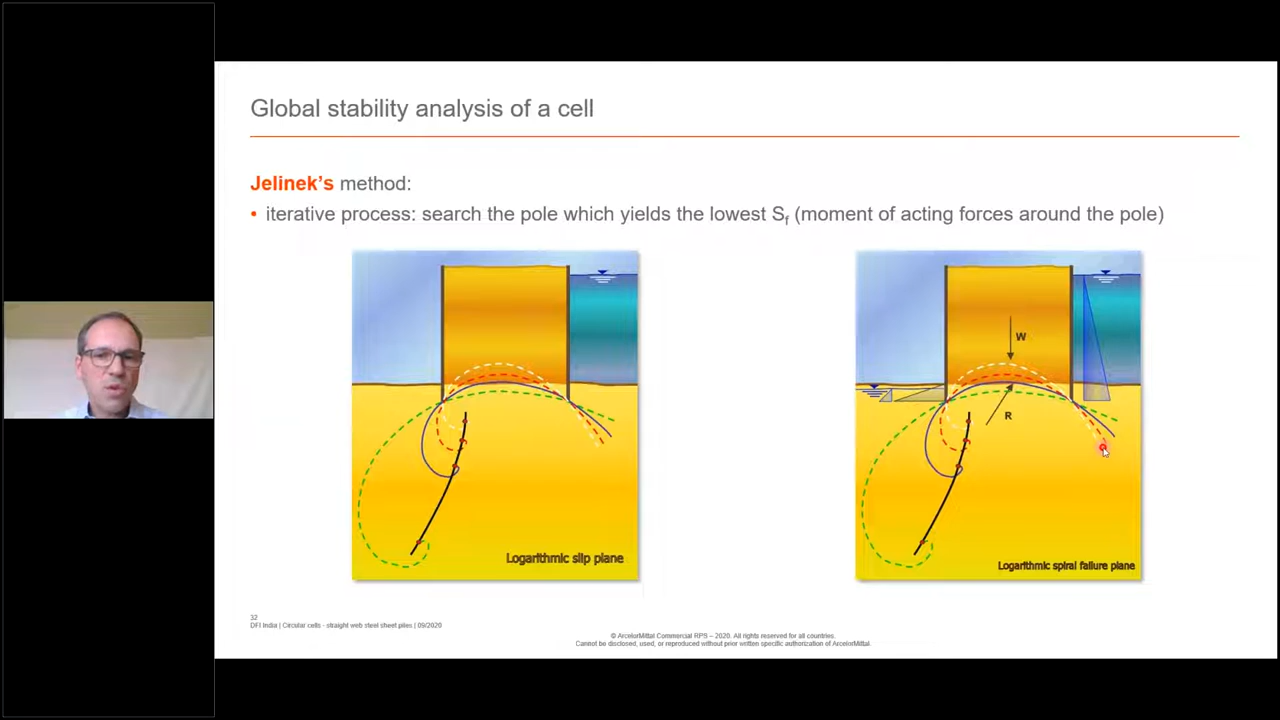 Global stability analysis of a cell
Jelinek's method:
• iterative process: search the pole which yields the lowest Sf (moment of acting forces around the pole)
Logarithmic slip plane
W
R
Logarithmic spiral failure plane
32
DFI India | Circular cells - straight web steel sheet piles | 09/2020
© ArcelorMittal Commercial RPS – 2020. All rights reserved for all countries.
Cannot be disclosed, used, or reproduced without prior written specific authorization of ArcelorMittal.